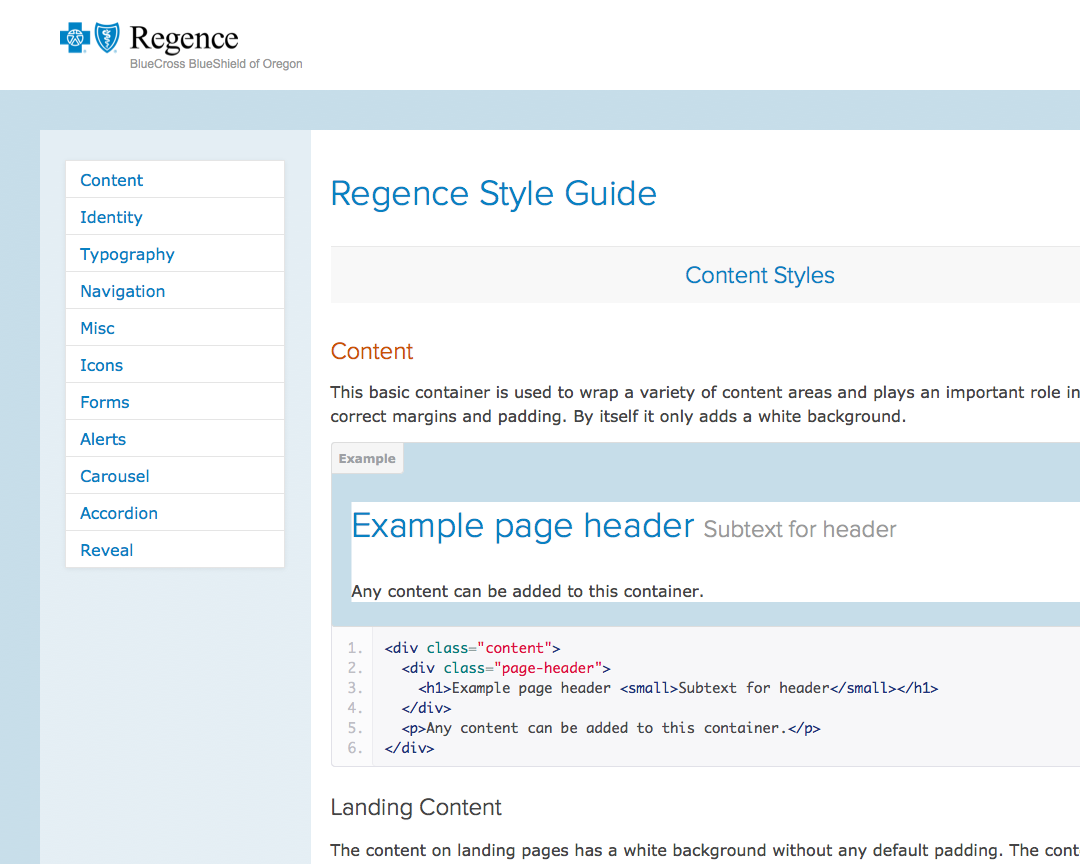 Regence
BlueCross BlueShield of Oregon
Content
Identity
Typography
Navigation
Misc
Icons
Forms
Alerts
Carousel
Accordion
Reveal
Regence Style Guide
Content Styles
Content
This basic container is used to wrap a variety of content areas and plays an important role in
correct margins and padding. By itself it only adds a white background.
Example
Example page header Subtext for header
Any content can be added to this container.
1. <div class="content">
2.   <div class="page-header">
3.     <h1>Example page header <small>Subtext for header</small></h1>
4.   </div>
5.   <p>Any content can be added to this container.</p>
6. </div>
Landing Content
The content on landing pages has a white background without any default padding. The cont